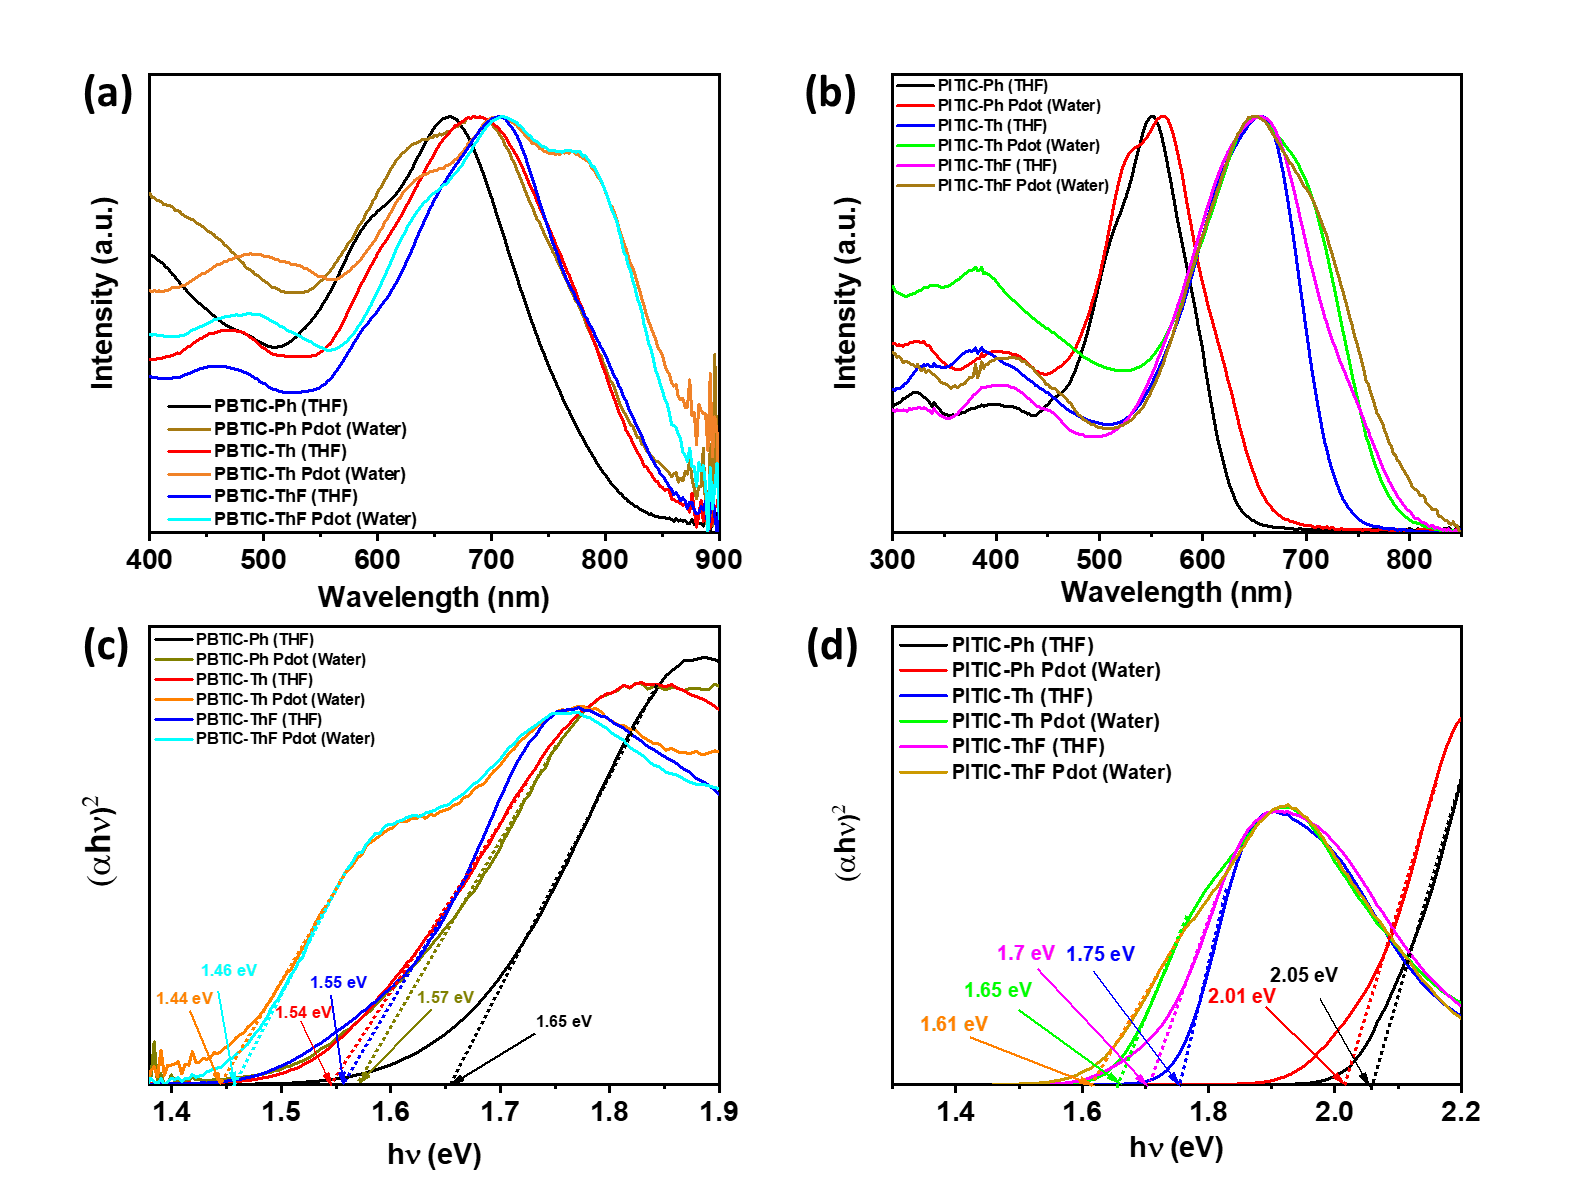 (a)
Intensity (a.u.)
PBTIC-Ph (THF)
PBTIC-Ph Pdot (Water)
PBTIC-Th (THF)
PBTIC-Th Pdot (Water)
PBTIC-ThF (THF)
PBTIC-ThF Pdot (Water)
400 500 600 700 800 900
Wavelength (nm)
(b)
Intensity (a.u.)
PITIC-Ph (THF)
PITIC-Ph Pdot (Water)
PITIC-Th (THF)
PITIC-Th Pdot (Water)
PITIC-ThF (THF)
PITIC-ThF Pdot (Water)
300 400 500 600 700 800
Wavelength (nm)
(c)
(αhν)²
PBTIC-Ph (THF)
PBTIC-Ph Pdot (Water)
PBTIC-Th (THF)
PBTIC-Th Pdot (Water)
PBTIC-ThF (THF)
PBTIC-ThF Pdot (Water)
1.46 eV
1.44 eV
1.55 eV
1.54 eV
1.57 eV
1.65 eV
1.4 1.5 1.6 1.7 1.8 1.9
hν (eV)
(d)
(αhν)²
PITIC-Ph (THF)
PITIC-Ph Pdot (Water)
PITIC-Th (THF)
PITIC-Th Pdot (Water)
PITIC-ThF (THF)
PITIC-ThF Pdot (Water)
1.7 eV
1.75 eV
1.65 eV
1.61 eV
2.05 eV
2.01 eV
1.4 1.6 1.8 2.0 2.2
hν (eV)